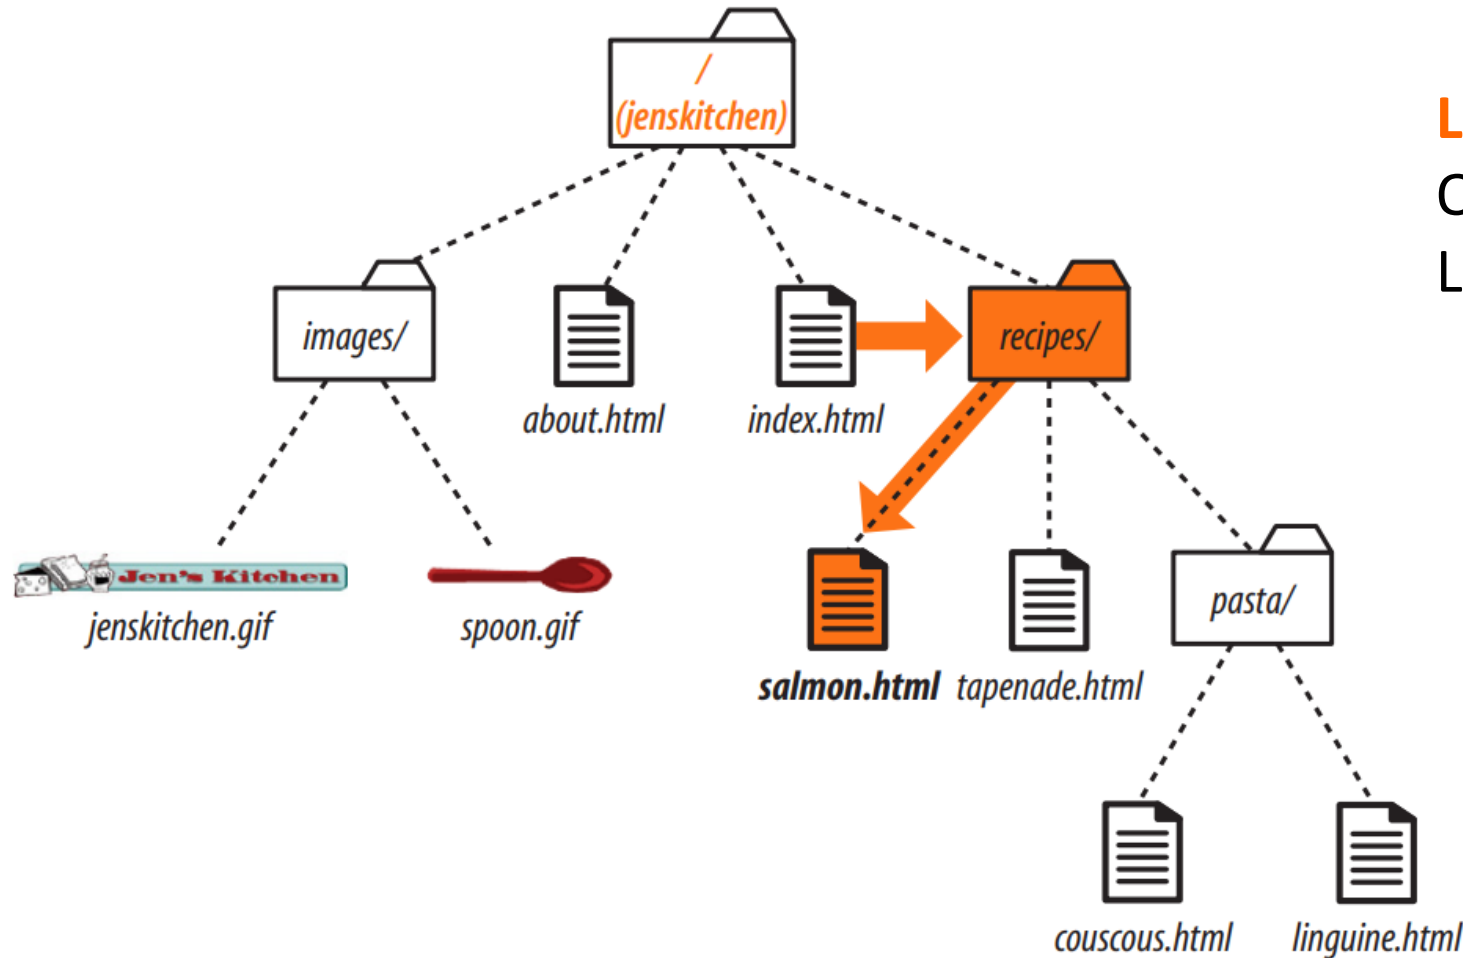 /
(jenskitchen)
L
C
L
images/
about.html
index.html
recipes/
Jen's Kitchen
jenskitchen.gif
spoon.gif
salmon.html
tapenade.html
pasta/
couscous.html
linguine.html